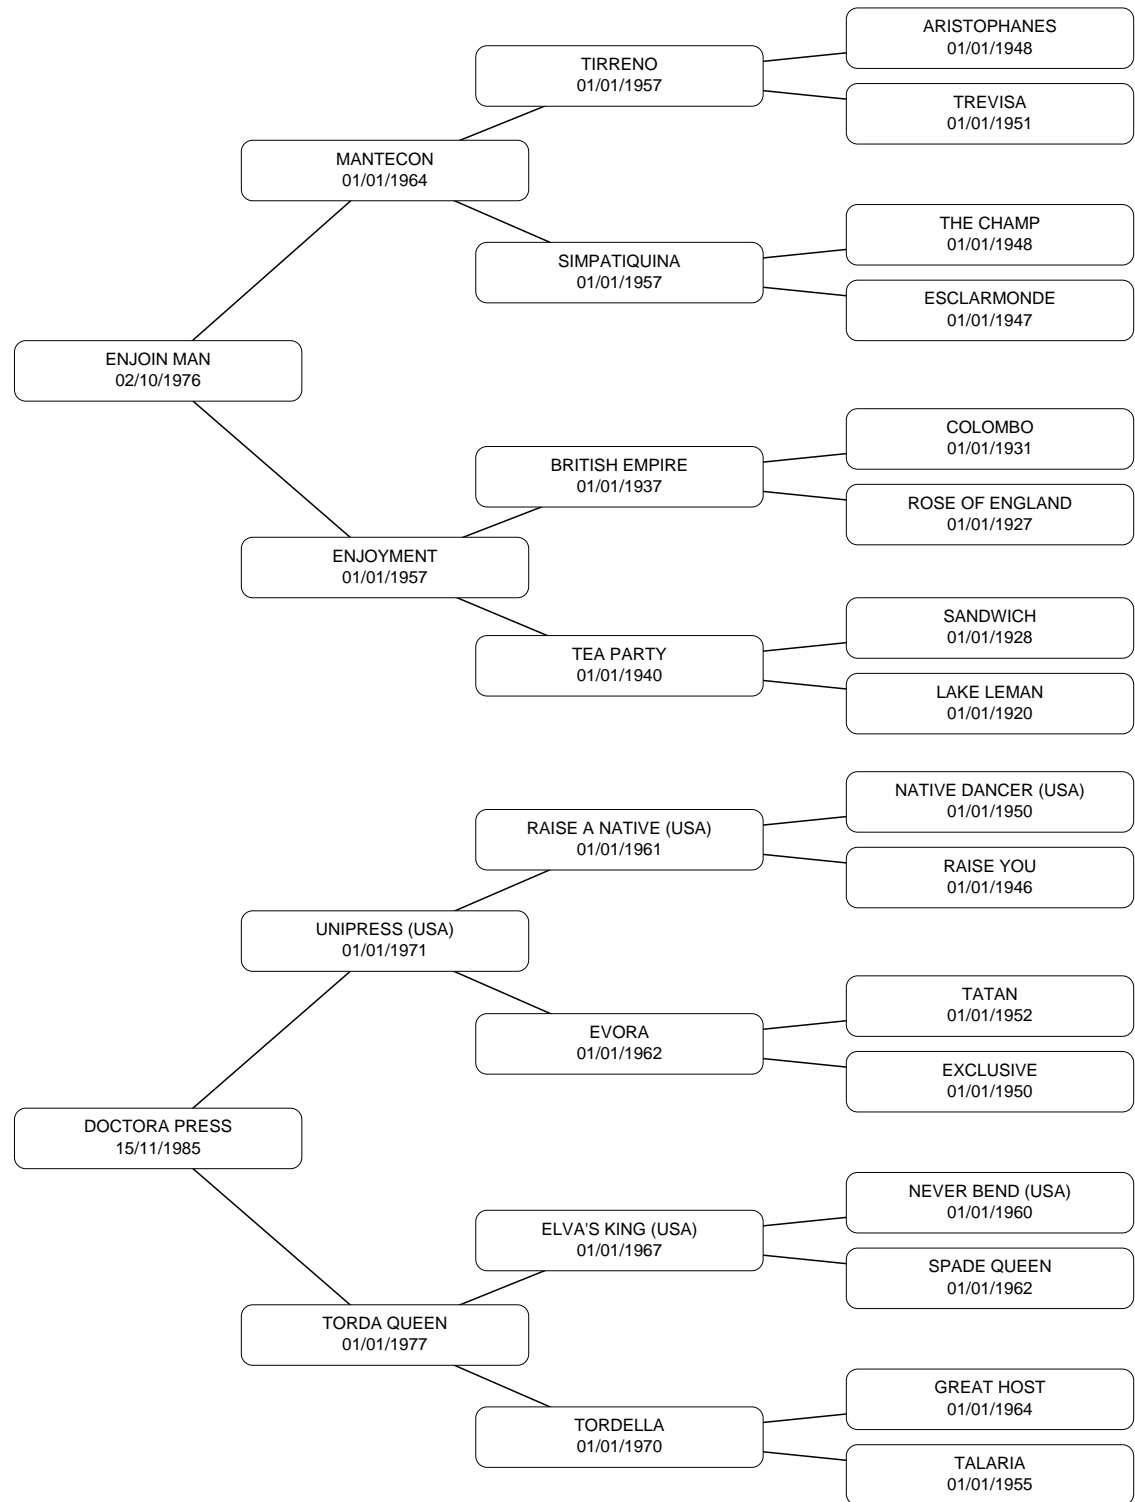 ARISTOPHANES
01/01/1948
TIRRENO
01/01/1957
TREVISA
01/01/1951
MANTECON
01/01/1964
THE CHAMP
01/01/1948
SIMPATIQUINA
01/01/1957
ESCLARMONDE
01/01/1947
ENJOIN MAN
02/10/1976
COLOMBO
01/01/1931
BRITISH EMPIRE
01/01/1937
ROSE OF ENGLAND
01/01/1927
ENJOYMENT
01/01/1957
SANDWICH
01/01/1928
TEA PARTY
01/01/1940
LAKE LEMAN
01/01/1920
NATIVE DANCER (USA)
01/01/1950
RAISE A NATIVE (USA)
01/01/1961
RAISE YOU
01/01/1946
UNIPRESS (USA)
01/01/1971
TATAN
01/01/1952
EVORA
01/01/1962
EXCLUSIVE
01/01/1950
DOCTORA PRESS
15/11/1985
NEVER BEND (USA)
01/01/1960
ELVA'S KING (USA)
01/01/1967
SPADE QUEEN
01/01/1962
TORDA QUEEN
01/01/1977
GREAT HOST
01/01/1964
TORDELLA
01/01/1970
TALARIA
01/01/1955